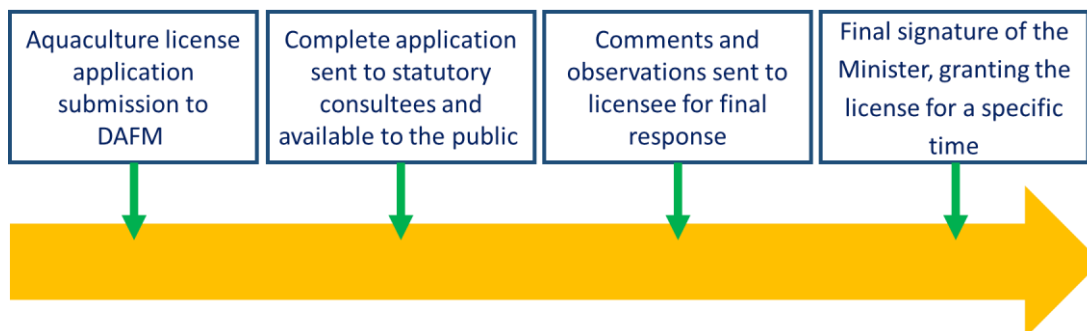 Aquaculture license
application
submission to
DAFM
Complete application
sent to statutory
consultees and
available to the public
Comments and
observations sent to
licensee for final
response
Final signature of the
Minister, granting the
license for a specific
time